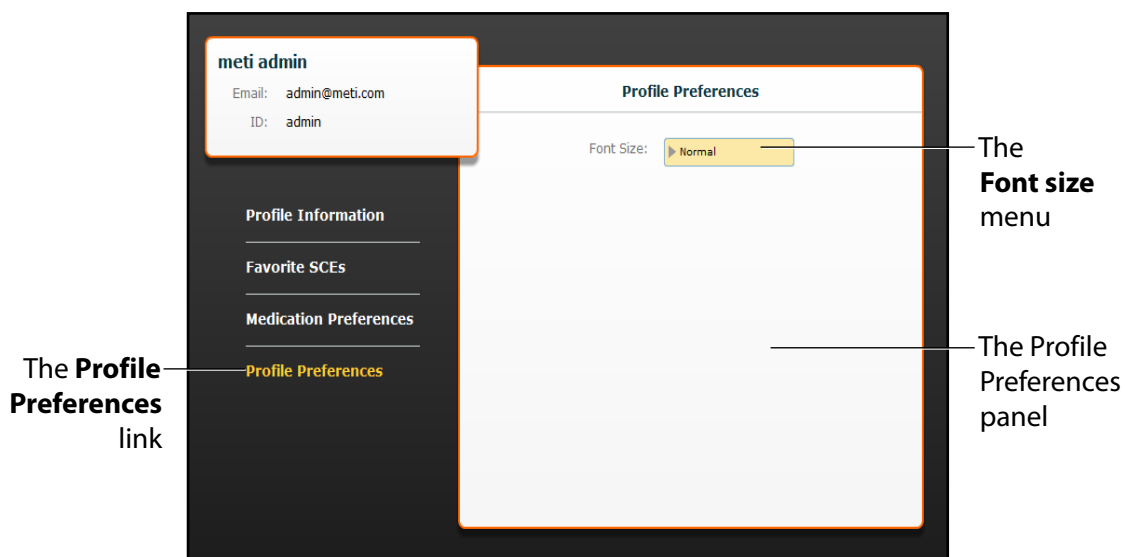 meti admin
Email: admin@meti.com
ID: admin
Profile Preferences
Font Size: Normal
The
Font size
menu
Profile Information
Favorite SCEs
Medication Preferences
Profile Preferences
The Profile
Preferences
link
The Profile
Preferences
panel